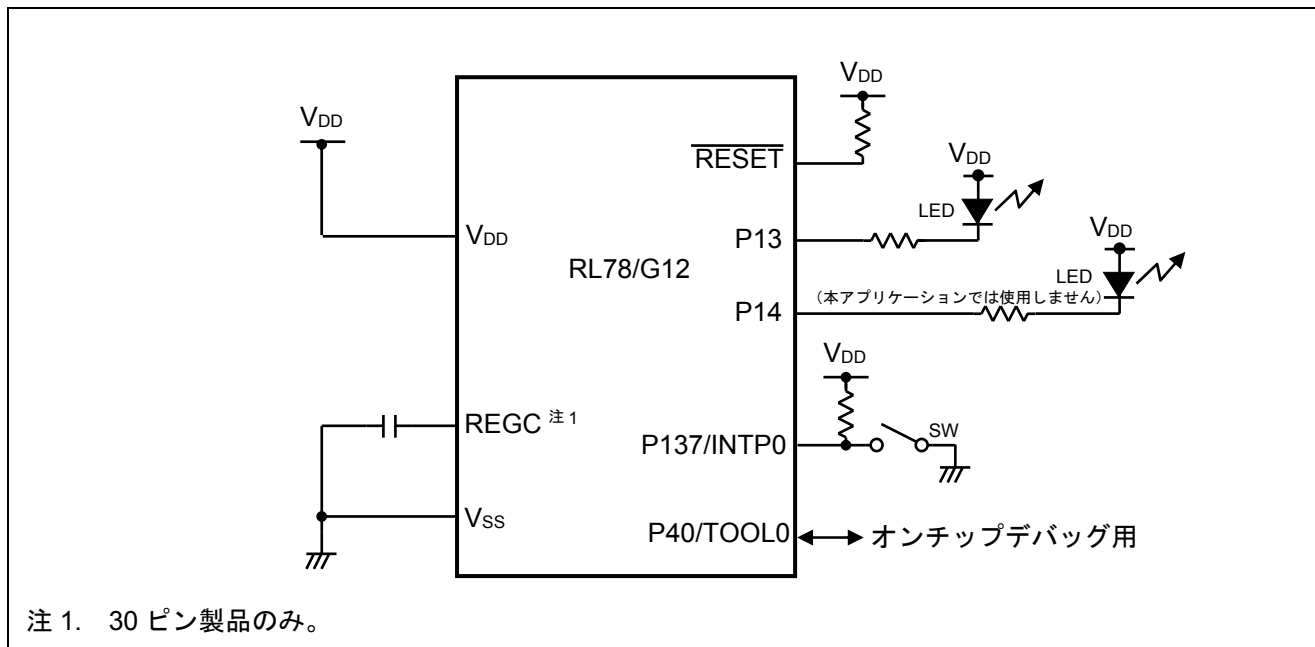 VDD
VDD
RESET
VDD
LED
P13
VDD
VDD
RL78/G12
LED
(本アプリケーションでは使用しません)
P14
VDD
REGC 注 1
P137/INTP0
SW
VSS
P40/TOOL0
オンチップデバッグ用
注 1. 30 ピン製品のみ。